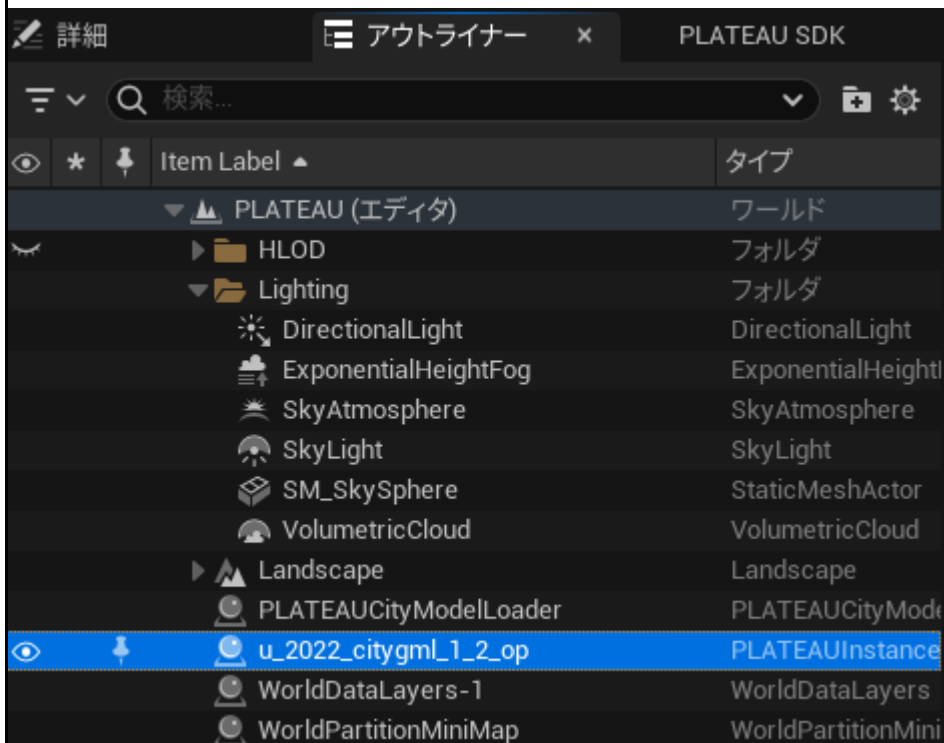 詳細 アウトライナー × PLATEAU SDK
検索...
Item Label タイプ
PLATEAU (エディタ) ワールド
HLOD フォルダ
Lighting フォルダ
DirectionalLight DirectionalLight
ExponentialHeightFog ExponentialHeight
SkyAtmosphere SkyAtmosphere
SkyLight SkyLight
SM_SkySphere StaticMeshActor
VolumetricCloud VolumetricCloud
Landscape Landscape
PLATEAUCityModelLoader PLATEAUCityMode
u_2022_citygml_1_2_op PLATEAUInstance
WorldDataLayers-1 WorldDataLayers
WorldPartitionMiniMap WorldPartitionMini